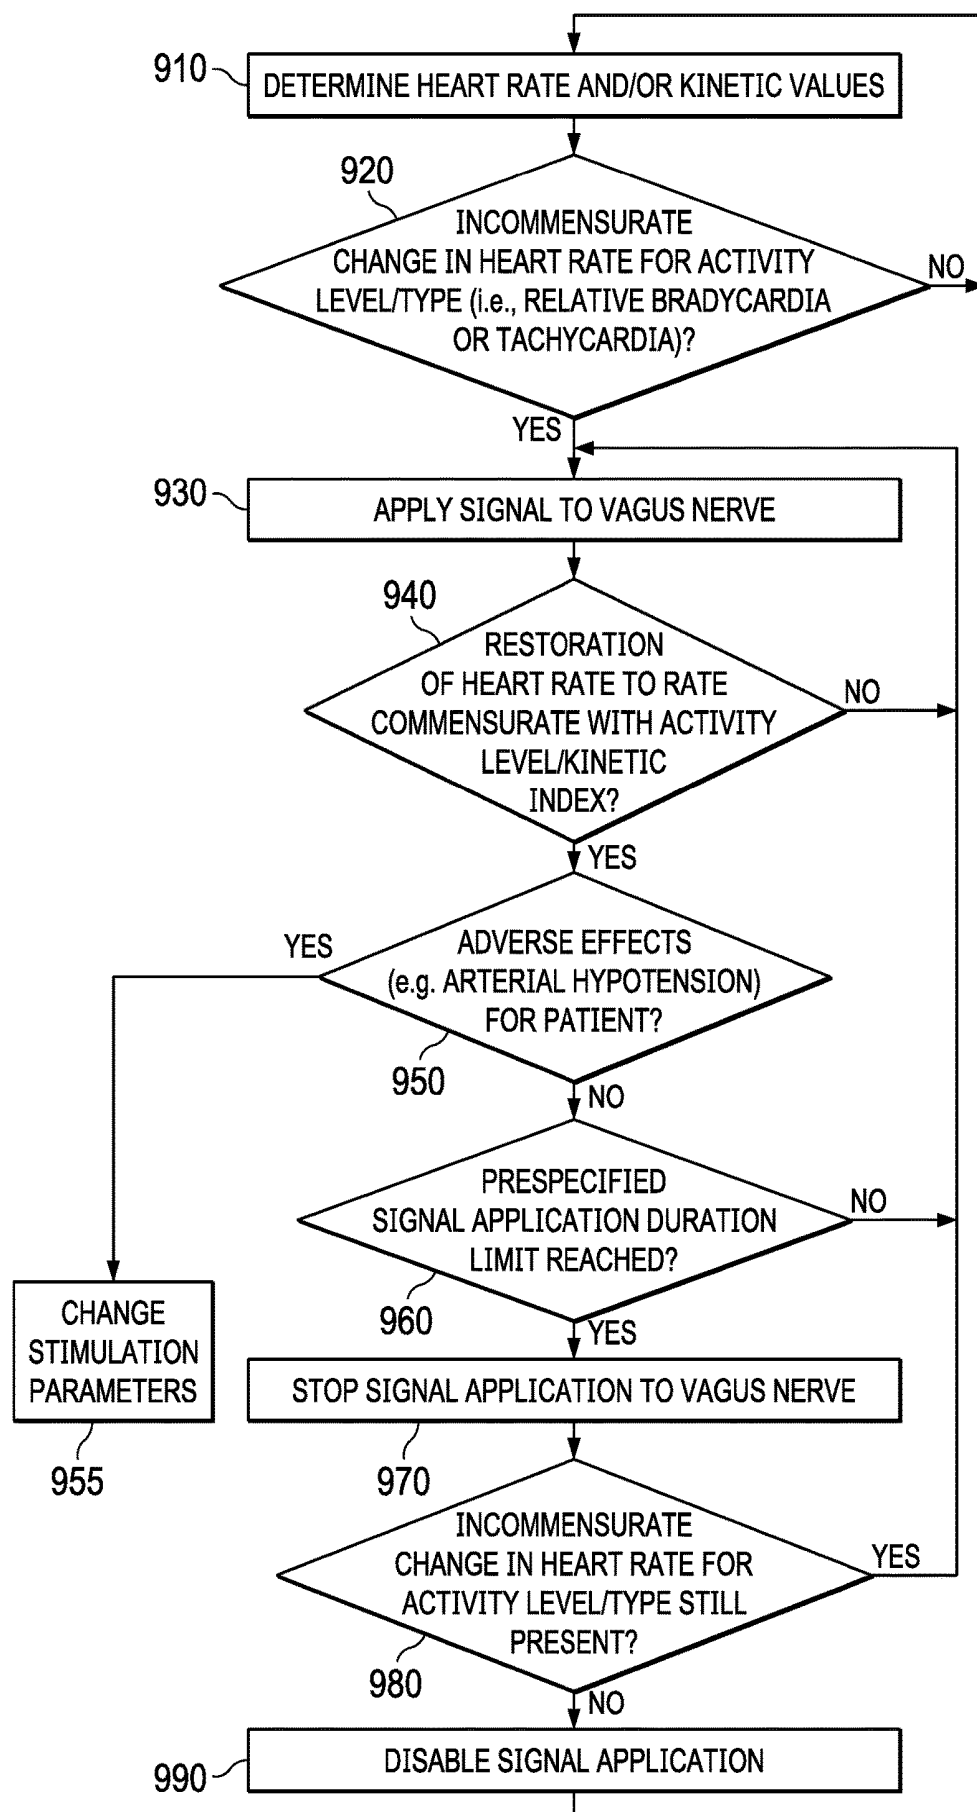 910
DETERMINE HEART RATE AND/OR KINETIC VALUES
920
INCOMMENSURATE
CHANGE IN HEART RATE FOR ACTIVITY
LEVEL/TYPE (i.e., RELATIVE BRADYCARDIA
OR TACHYCARDIA)?
NO
YES
930
APPLY SIGNAL TO VAGUS NERVE
940
RESTORATION
OF HEART RATE TO RATE
COMMENSURATE WITH ACTIVITY
LEVEL/KINETIC
INDEX?
NO
YES
YES
ADVERSE EFFECTS
(e.g. ARTERIAL HYPOTENSION)
FOR PATIENT?
950
NO
PRESPECIFIED
SIGNAL APPLICATION DURATION
LIMIT REACHED?
NO
960
YES
CHANGE
STIMULATION
PARAMETERS
955
STOP SIGNAL APPLICATION TO VAGUS NERVE
970
INCOMMENSURATE
CHANGE IN HEART RATE FOR
ACTIVITY LEVEL/TYPE STILL
PRESENT?
YES
980
NO
990
DISABLE SIGNAL APPLICATION